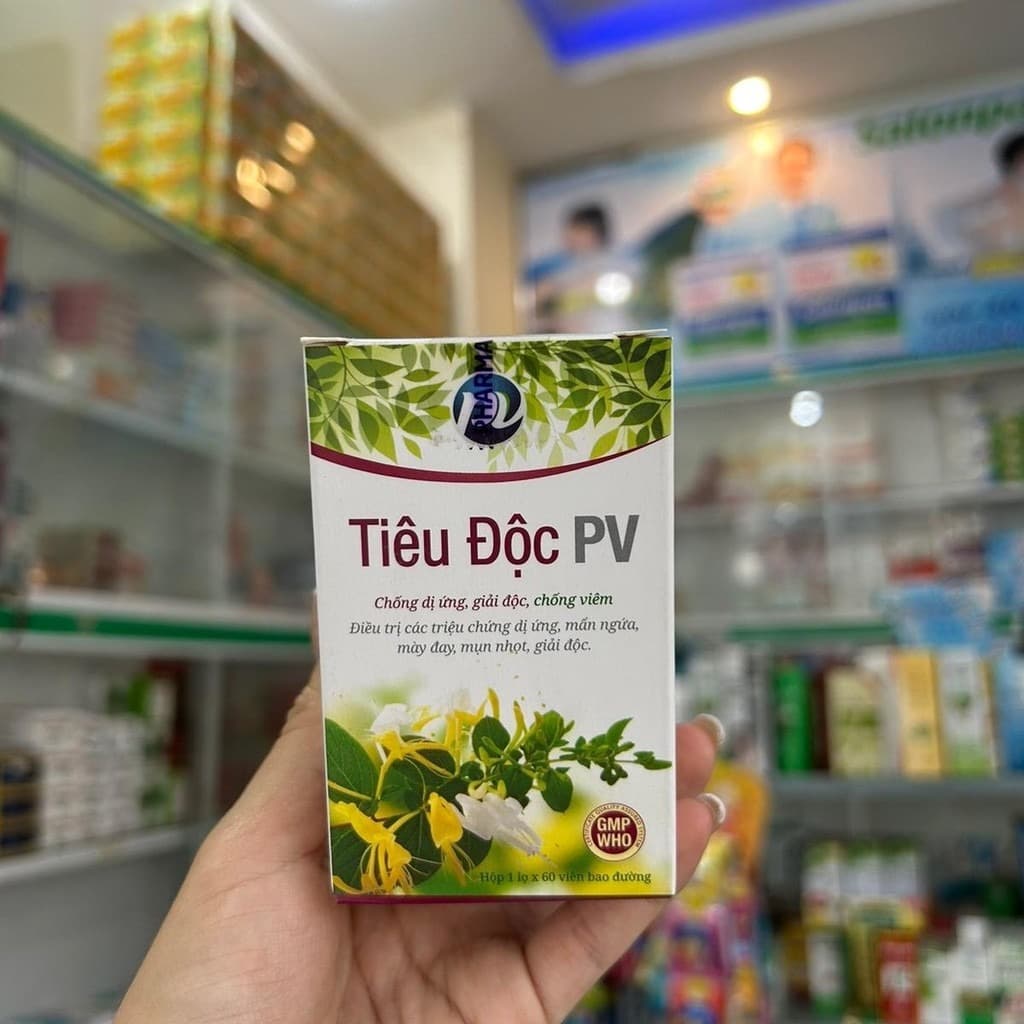 PHARMA
Tiêu Độc PV
Chống dị ứng, giải độc, chống viêm
Điều trị các triệu chứng dị ứng, mẩn ngứa,
mày đay, mụn nhọt, giải độc.
GMP
WHO
Hộp 1 lọ x 60 viên bao đường